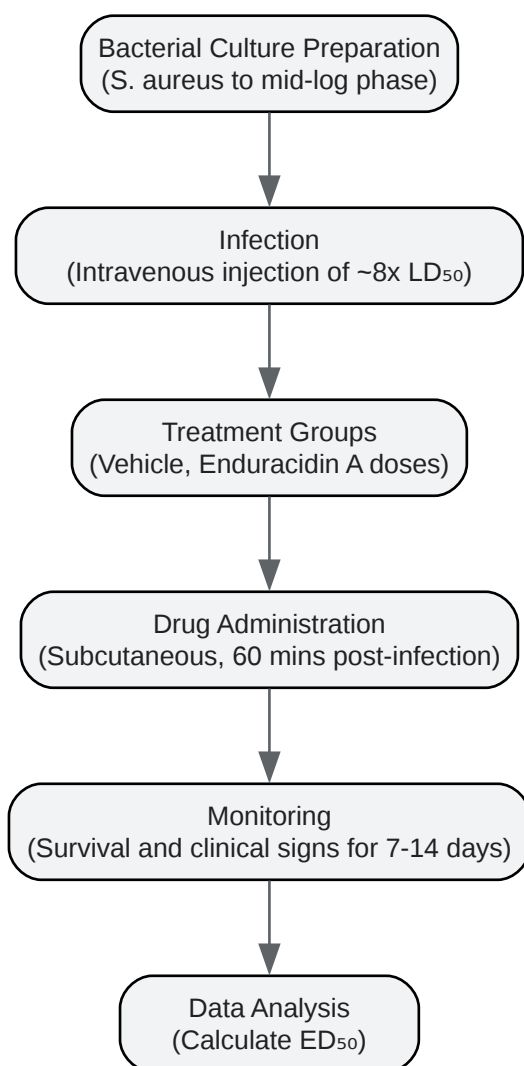 Bacterial Culture Preparation
(S. aureus to mid-log phase)
Infection
(Intravenous injection of ~8x LD₅₀)
Treatment Groups
(Vehicle, Enduracidin A doses)
Drug Administration
(Subcutaneous, 60 mins post-infection)
Monitoring
(Survival and clinical signs for 7-14 days)
Data Analysis
(Calculate ED₅₀)